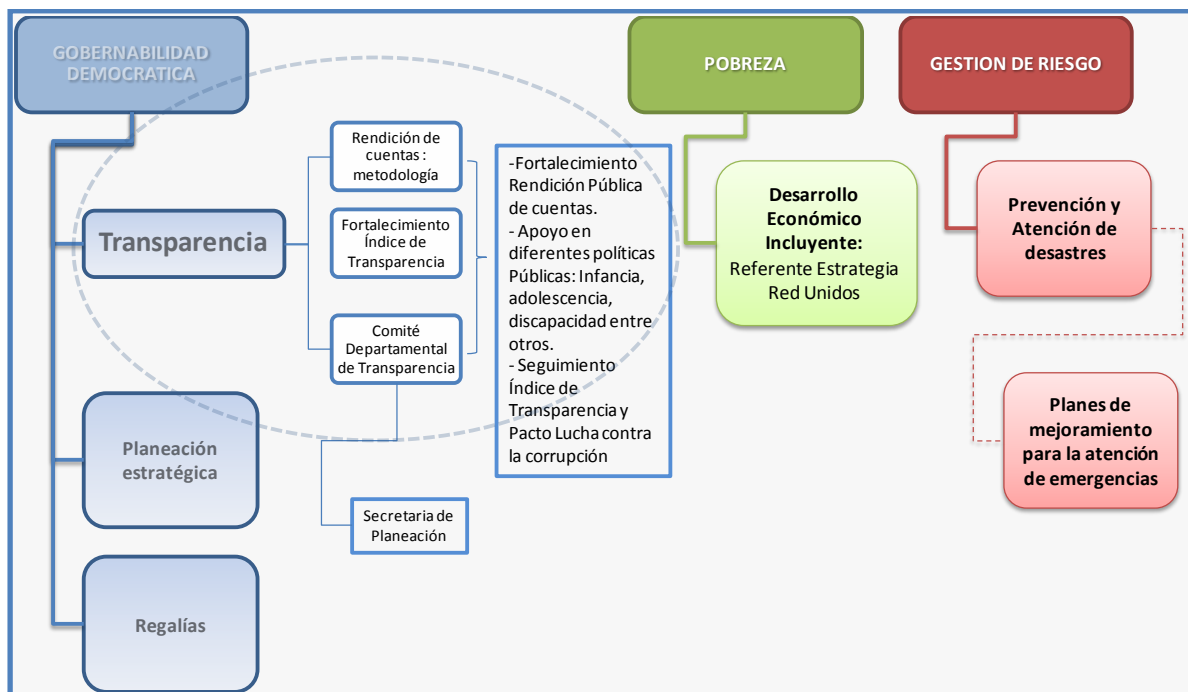 GOBERNABILIDAD
DEMOCRATICA
POBREZA
GESTION DE RIESGO
Transparencia
Planeación
estratégica
Regalías
Rendición de
cuentas :
metodología
Fortalecimiento
Índice de
Transparencia
Comité
Departamental
de Transparencia
Secretaria de
Planeación
-Fortalecimiento
Rendición Pública
de cuentas.
- Apoyo en
diferentes políticas
Públicas: Infancia,
adolescencia,
discapacidad entre
otros.
- Seguimiento
Índice de
Transparencia y
Pacto Lucha contra
la corrupción
Desarrollo
Económico
Incluyente:
Referente Estrategia
Red Unidos
Prevención y
Atención de
desastres
Planes de
mejoramiento
para la atención
de emergencias